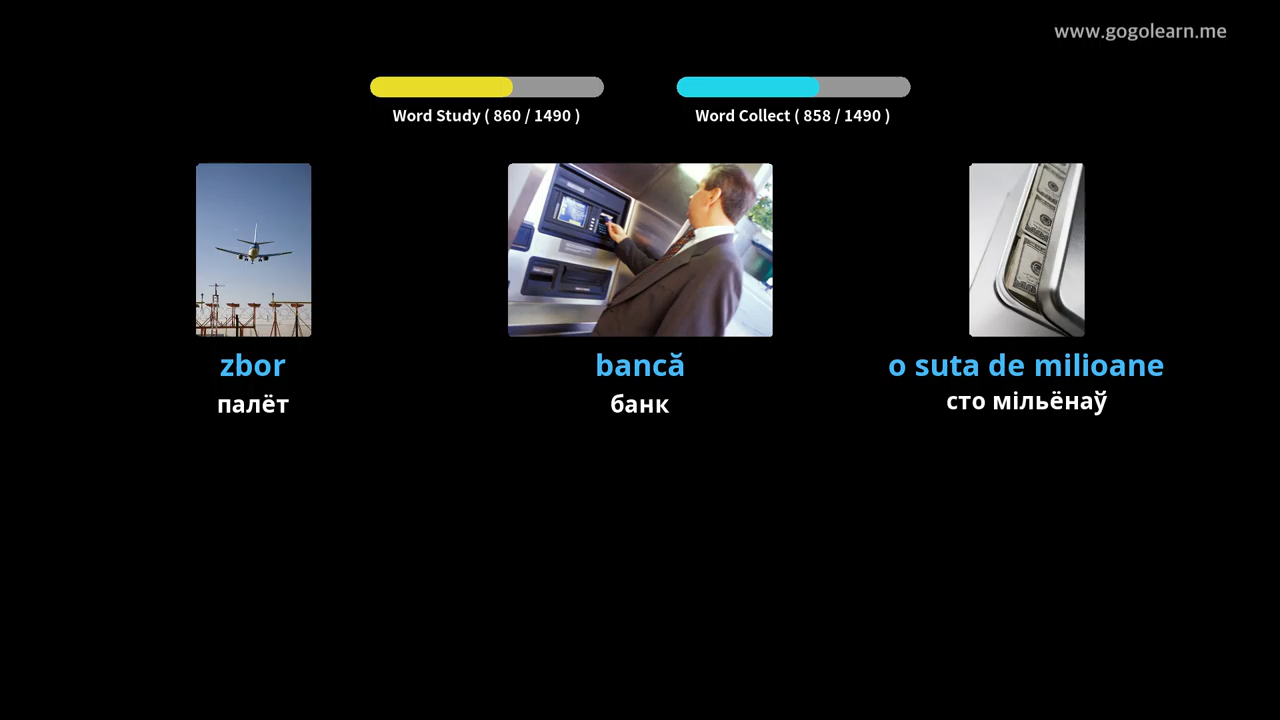 www.gogolearn.me
Word Study ( 860 / 1490 )
Word Collect ( 858 / 1490 )
zbor
палёт
bancă
банк
o suta de milioane
сто мільёнаў